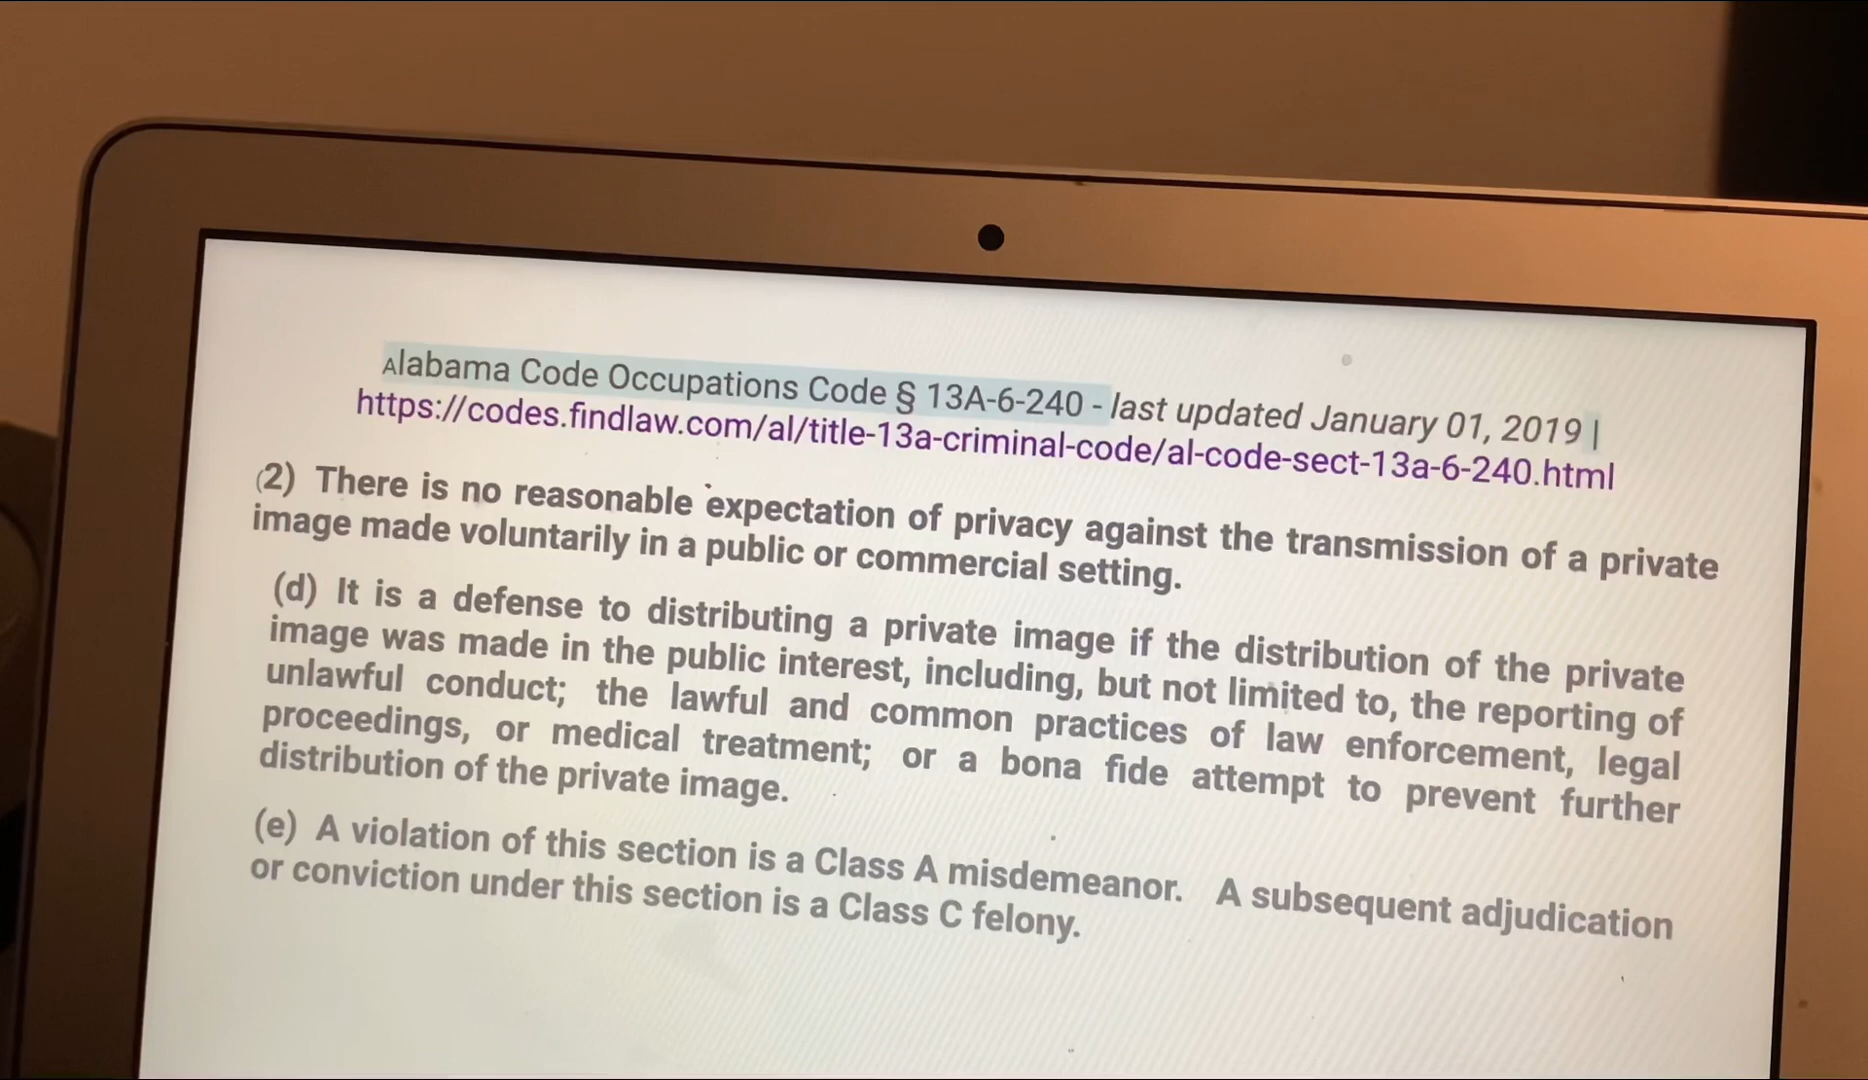 Alabama Code Occupations Code § 13A-6-240 - last updated January 01, 2019 |
https://codes.findlaw.com/al/title-13a-criminal-code/al-code-sect-13a-6-240.html
(2) There is no reasonable expectation of privacy against the transmission of a private
image made voluntarily in a public or commercial setting.
(d) It is a defense to distributing a private image if the distribution of the private
image was made in the public interest, including, but not limited to, the reporting of
unlawful conduct; the lawful and common practices of law enforcement, legal
proceedings, or medical treatment; or a bona fide attempt to prevent further
distribution of the private image.
(e) A violation of this section is a Class A misdemeanor. A subsequent adjudication
or conviction under this section is a Class C felony.